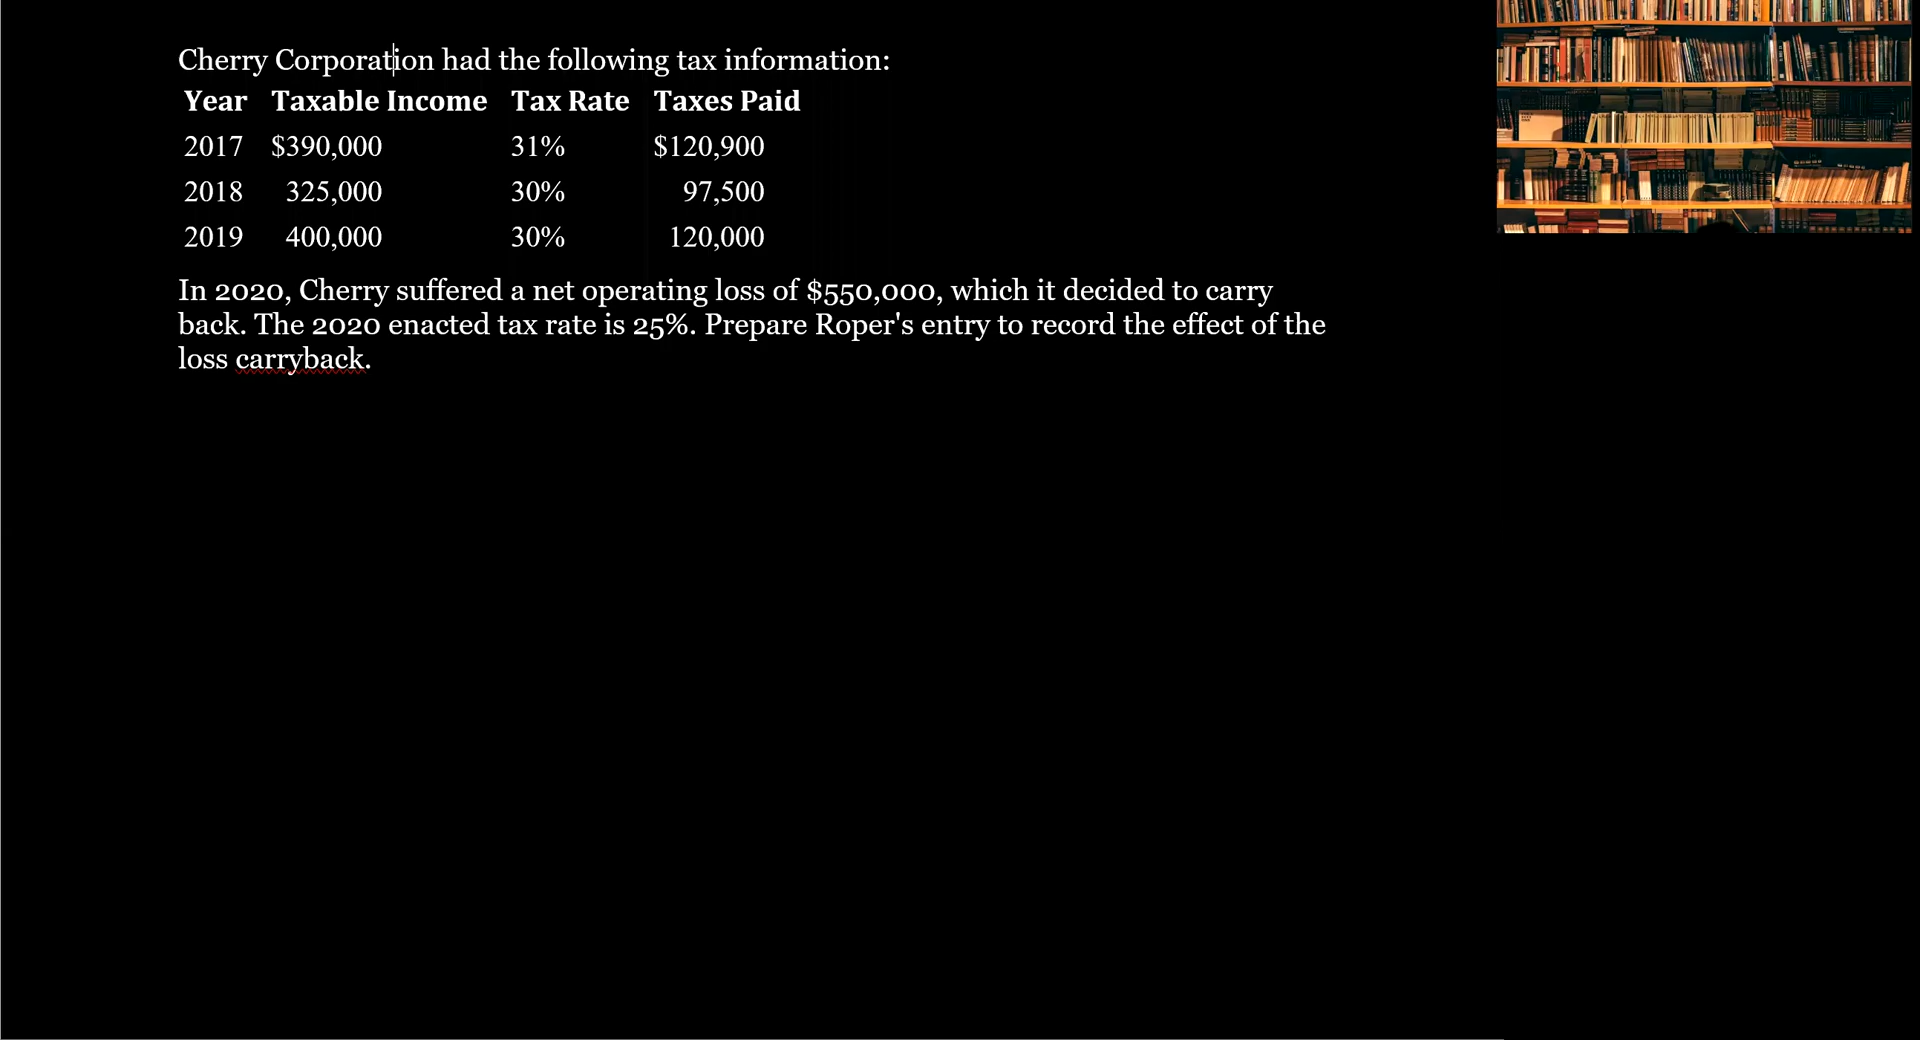 Cherry Corporation had the following tax information:
Year Taxable Income Tax Rate Taxes Paid
2017 $390,000 31% $120,900
2018 325,000 30% 97,500
2019 400,000 30% 120,000
In 2020, Cherry suffered a net operating loss of $550,000, which it decided to carry
back. The 2020 enacted tax rate is 25%. Prepare Roper's entry to record the effect of the
loss carryback.